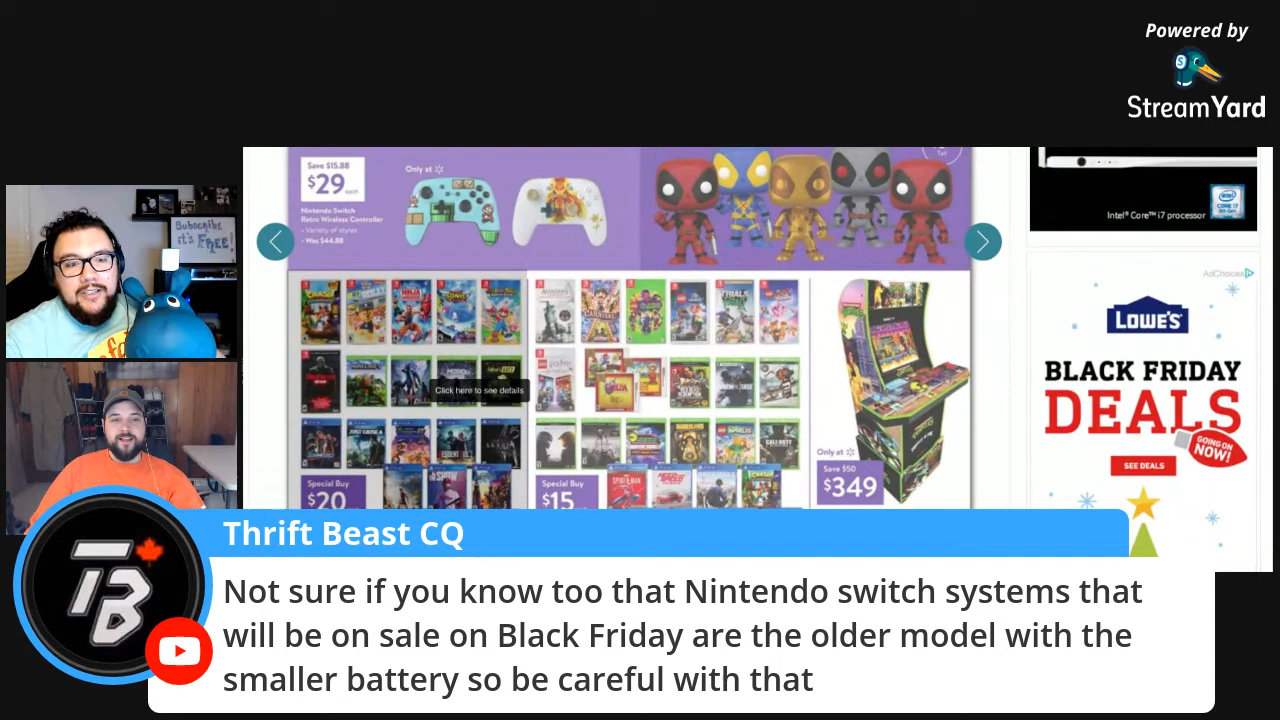 Powered by
StreamYard
Subscribe
it's FREE!
Save $15.88
$29 each
Nintendo Switch
Retro Wireless Controller
• Variety of styles
• Was $44.88
Only at
Tall
Intel® Core™ i7 processor
AdChoices
LOWE'S
BLACK FRIDAY
DEALS
GOING ON
NOW!
SEE DEALS
Click here to see details
Special Buy
$20
Special Buy
$15
Only at
Save $50
$349
Thrift Beast CQ
Not sure if you know too that Nintendo switch systems that
will be on sale on Black Friday are the older model with the
smaller battery so be careful with that